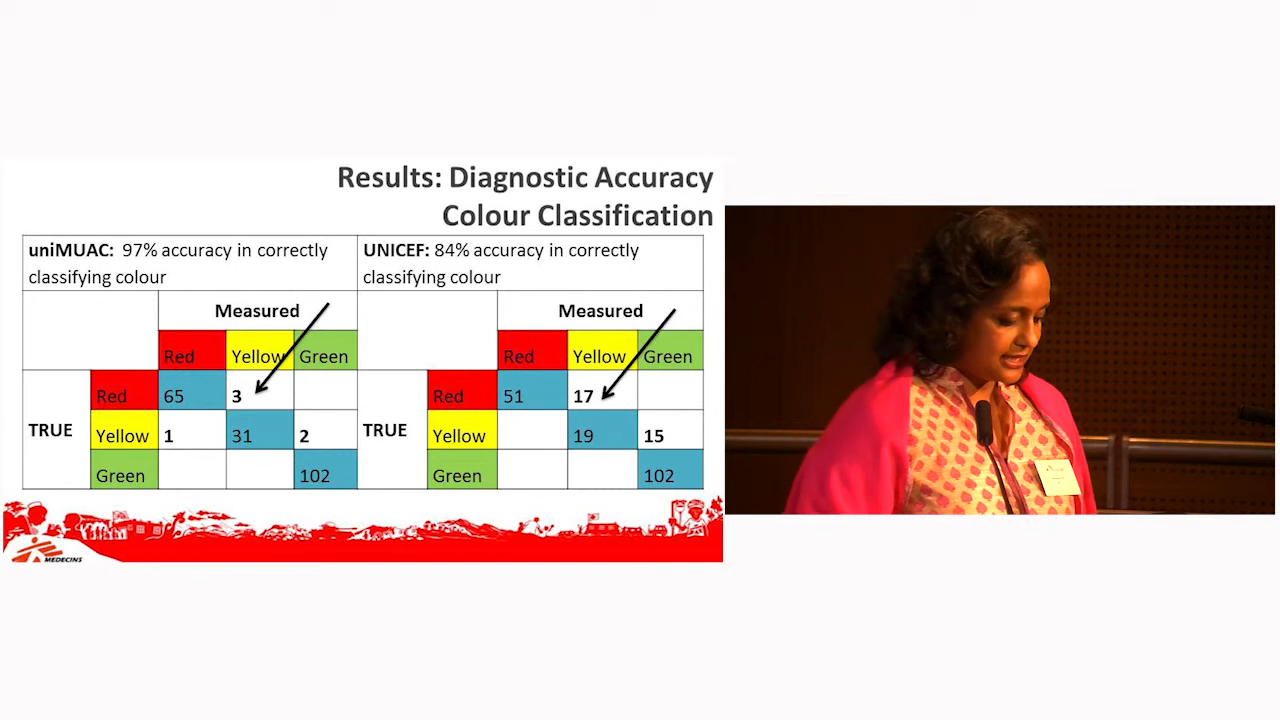 Results: Diagnostic Accuracy
Colour Classification
uniMUAC: 97% accuracy in correctly
classifying colour
UNICEF: 84% accuracy in correctly
classifying colour
Measured
Measured
Red Yellow Green
Red Yellow Green
TRUE
Red 65 3
Yellow 1 31 2
Green 102
TRUE
Red 51 17
Yellow 19 15
Green 102
MEDECINS